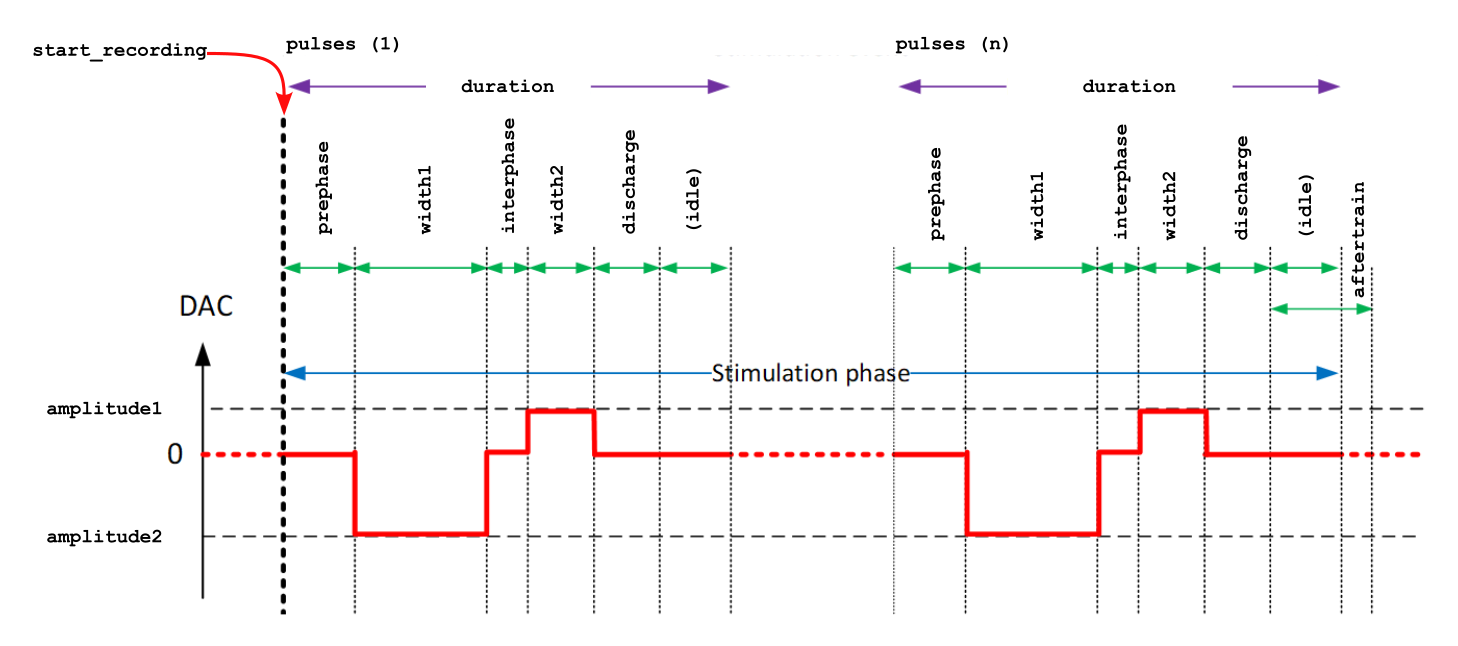 start_recording
pulses (1)
pulses (n)
duration
duration
prephase
width1
interphase
width2
discharge
(idle)
prephase
width1
interphase
width2
discharge
(idle)
aftertrain
DAC
Stimulation phase
amplitude1
0
amplitude2